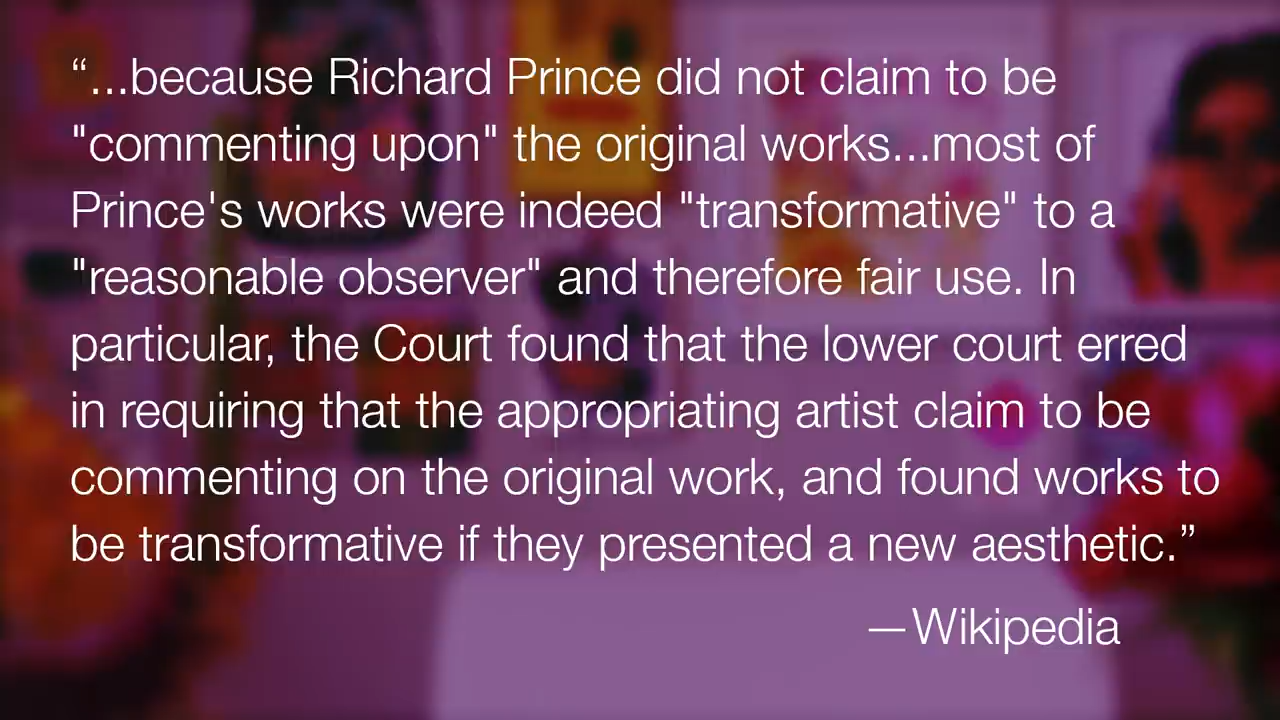 “...because Richard Prince did not claim to be
"commenting upon" the original works...most of
Prince's works were indeed "transformative" to a
"reasonable observer" and therefore fair use. In
particular, the Court found that the lower court erred
in requiring that the appropriating artist claim to be
commenting on the original work, and found works to
be transformative if they presented a new aesthetic.”
—Wikipedia